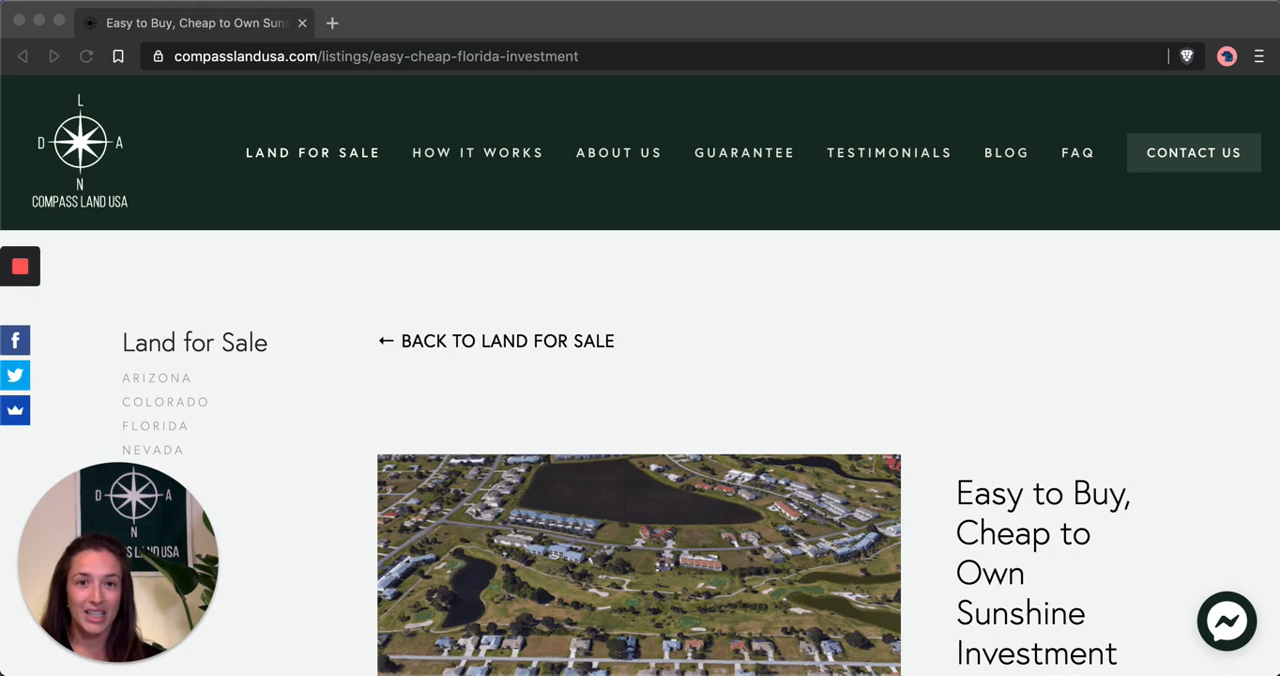 Easy to Buy, Cheap to Own Suns
compasslandusa.com/listings/easy-cheap-florida-investment
L
D A
N
COMPASS LAND USA
LAND FOR SALE
HOW IT WORKS
ABOUT US
GUARANTEE
TESTIMONIALS
BLOG
FAQ
CONTACT US
Land for Sale
ARIZONA
COLORADO
FLORIDA
NEVADA
← BACK TO LAND FOR SALE
Easy to Buy,
Cheap to
Own
Sunshine
Investment
D A
N
USA